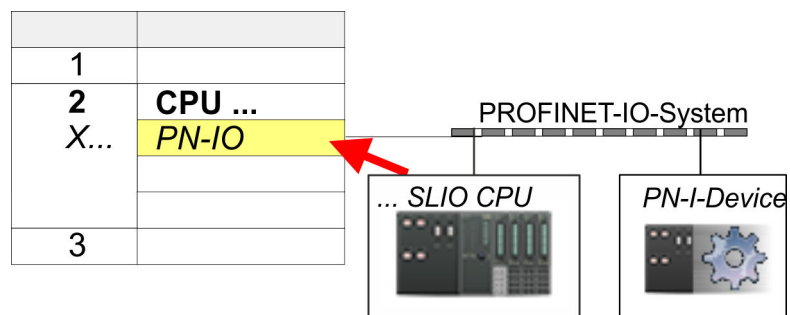 1
2 CPU ...
X... PN-IO
3
PROFINET-IO-System
... SLIO CPU
PN-I-Device